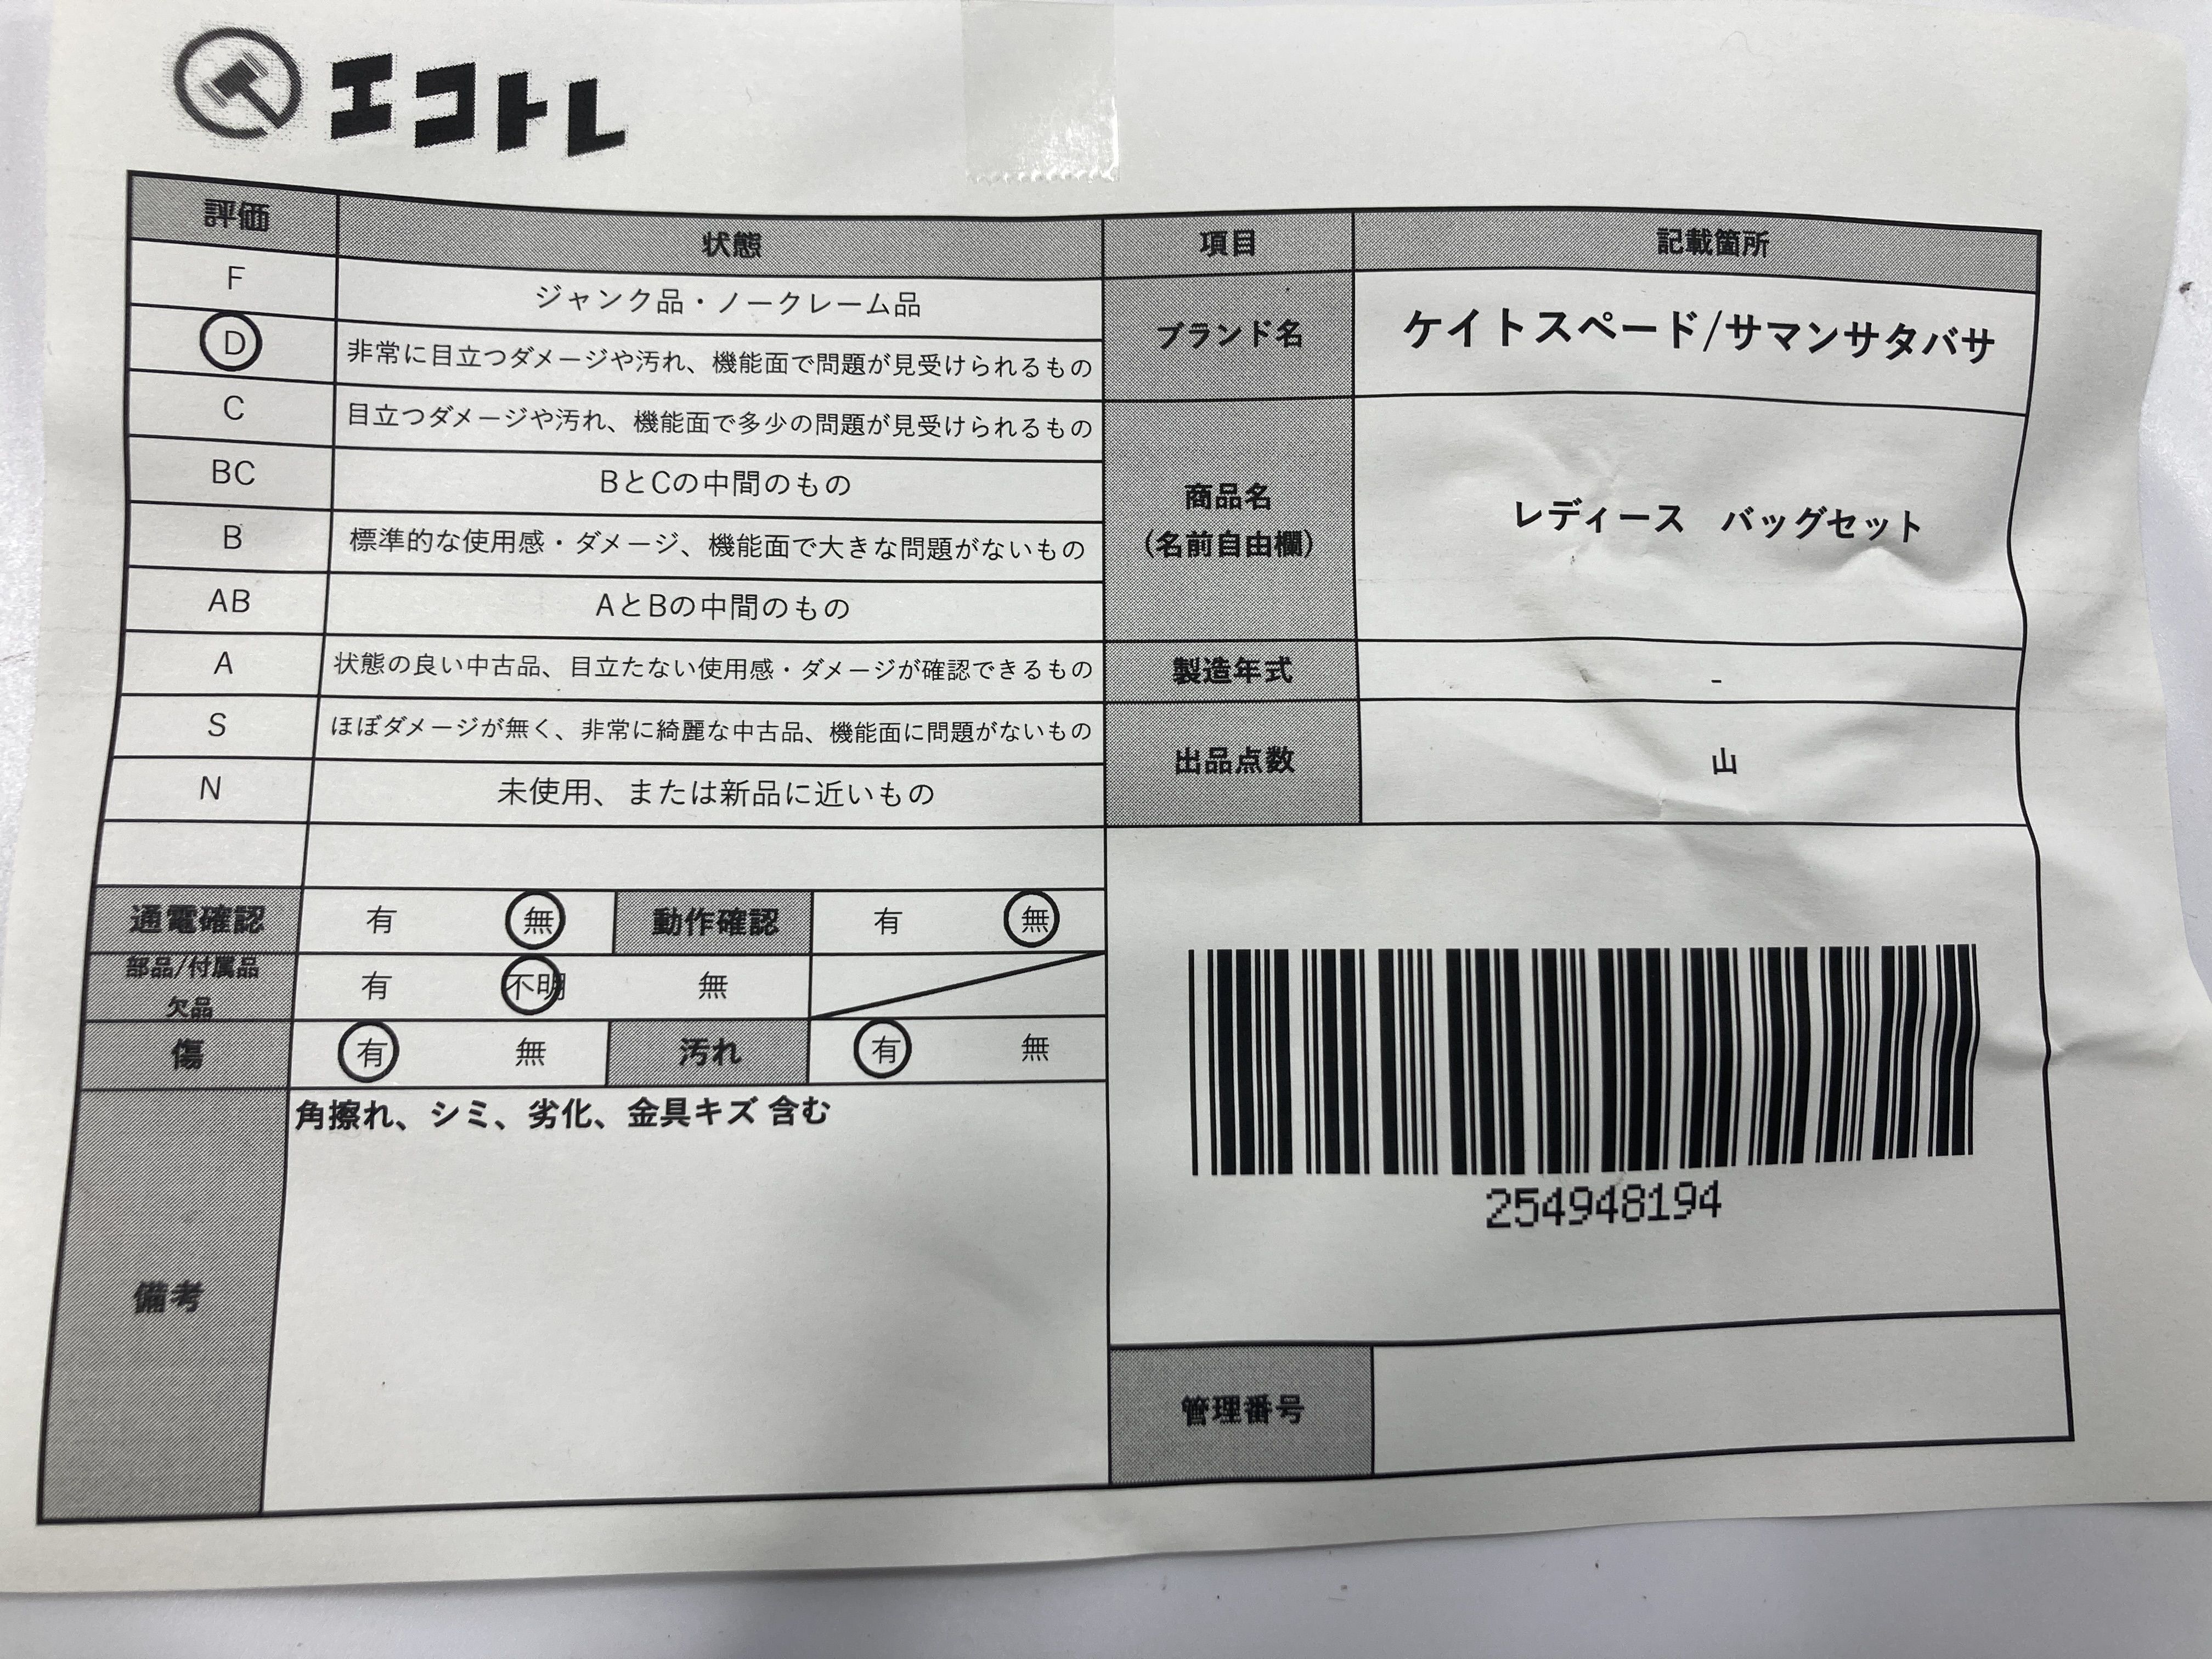 エコトレ
評価 状態
F ジャンク品・ノークレーム品
D 非常に目立つダメージや汚れ、機能面で問題が見受けられるもの
C 目立つダメージや汚れ、機能面で多少の問題が見受けられるもの
BC BとCの中間のもの
B 標準的な使用感・ダメージ、機能面で大きな問題がないもの
AB AとBの中間のもの
A 状態の良い中古品、目立たない使用感・ダメージが確認できるもの
S ほぼダメージが無く、非常に綺麗な中古品、機能面に問題がないもの
N 未使用、または新品に近いもの
通電確認 有 無 動作確認 有 無
部品/付属品
欠品 有 不明 無
傷 有 無 汚れ 有 無
備考 角擦れ、シミ、劣化、金具キズ 含む
項目 記載箇所
ブランド名 ケイトスペード/サマンサタバサ
商品名
(名前自由欄) レディース バッグセット
製造年式 -
出品点数 山
254948194
管理番号